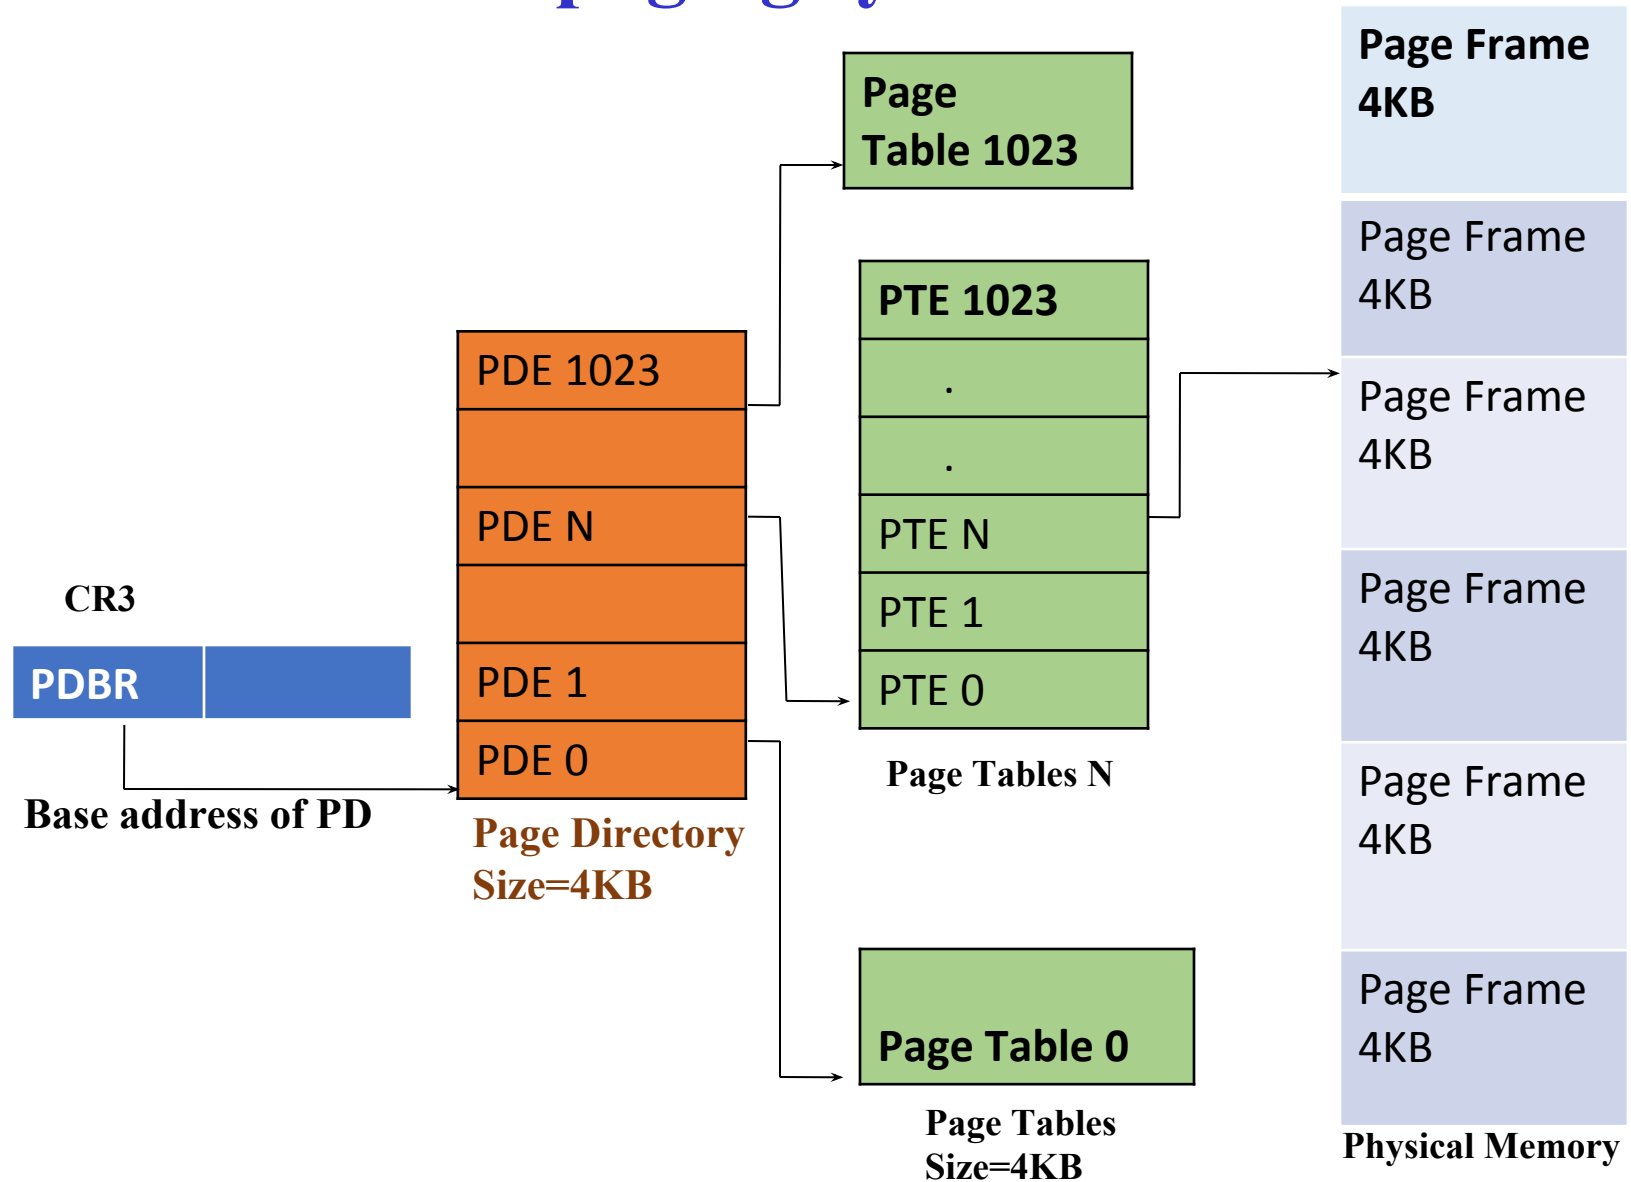 CR3
PDBR
Base address of PD
PDE 1023
PDE N
PDE 1
PDE 0
Page Directory
Size=4KB
Page
Table 1023
PTE 1023
.
.
PTE N
PTE 1
PTE 0
Page Tables N
Page Table 0
Page Tables
Size=4KB
Page Frame
4KB
Page Frame
4KB
Page Frame
4KB
Page Frame
4KB
Page Frame
4KB
Page Frame
4KB
Physical Memory